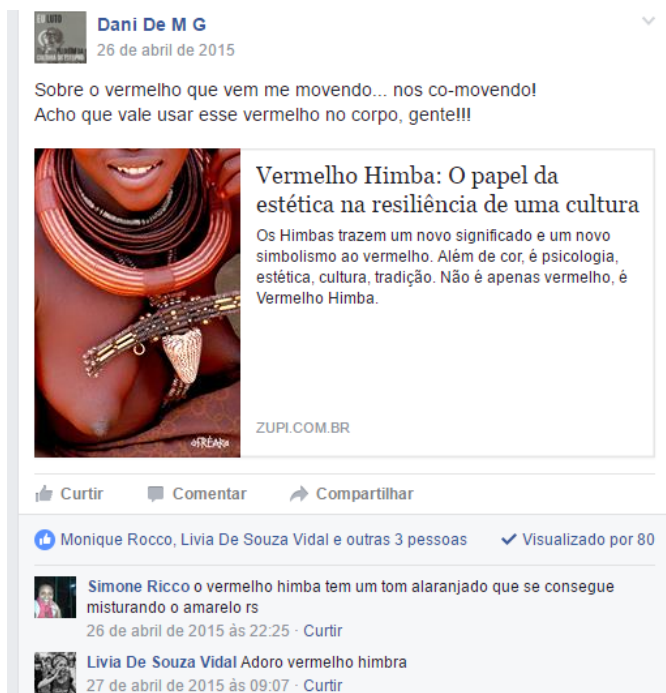 EU LUTO
Dani De M G
26 de abril de 2015
Sobre o vermelho que vem me movendo... nos co-movendo!
Acho que vale usar esse vermelho no corpo, gente!!!
Vermelho Himba: O papel da
estética na resiliência de uma cultura
Os Himbas trazem um novo significado e um novo
simbolismo ao vermelho. Além de cor, é psicologia,
estética, cultura, tradição. Não é apenas vermelho, é
Vermelho Himba.
ZUPI.COM.BR
Curtir Comentar Compartilhar
Monique Rocco, Livia De Souza Vidal e outras 3 pessoas Visualizado por 80
Simone Ricco o vermelho himba tem um tom alaranjado que se consegue
misturando o amarelo rs
26 de abril de 2015 às 22:25 · Curtir
Livia De Souza Vidal Adoro vermelho himbra
27 de abril de 2015 às 09:07 · Curtir